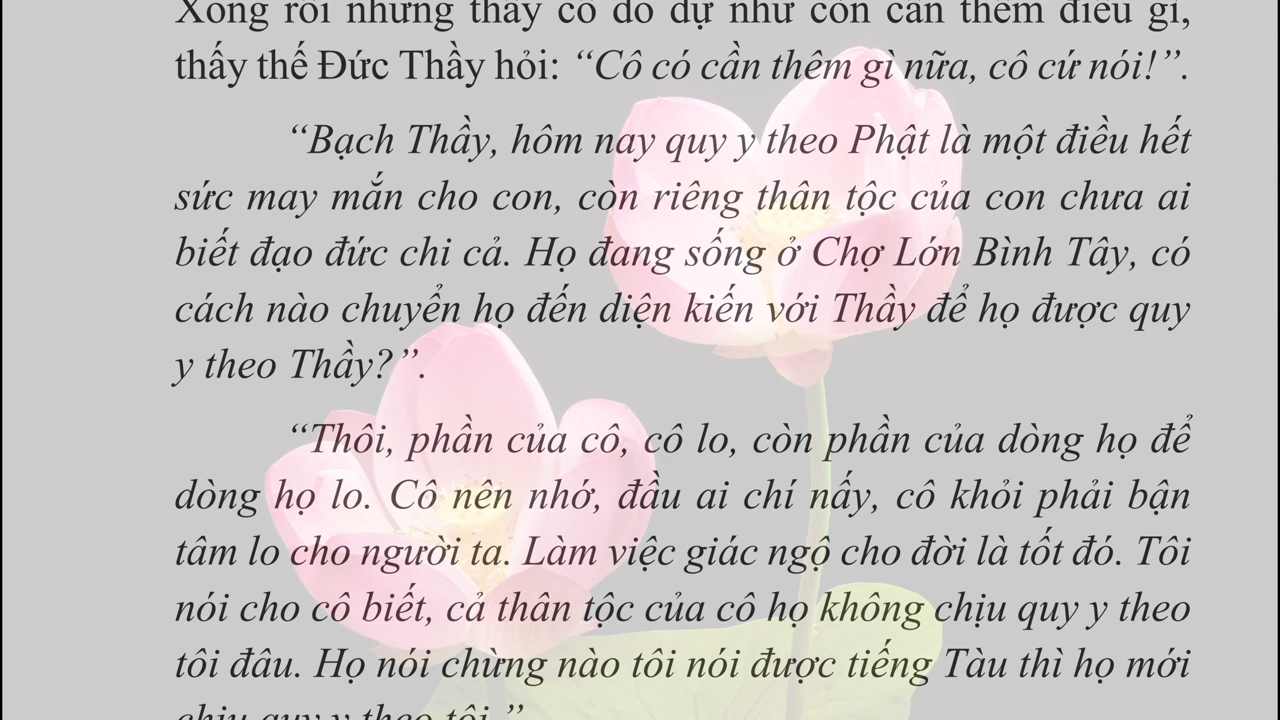 Xong rồi nhưng thấy cô do dự như còn cần thêm điều gì,
thấy thế Đức Thầy hỏi: “Cô có cần thêm gì nữa, cô cứ nói!”.
“Bạch Thầy, hôm nay quy y theo Phật là một điều hết
sức may mắn cho con, còn riêng thân tộc của con chưa ai
biết đạo đức chi cả. Họ đang sống ở Chợ Lớn Bình Tây, có
cách nào chuyển họ đến diện kiến với Thầy để họ được quy
y theo Thầy?”.
“Thôi, phần của cô, cô lo, còn phần của dòng họ để
dòng họ lo. Cô nên nhớ, đầu ai chí nấy, cô khỏi phải bận
tâm lo cho người ta. Làm việc giác ngộ cho đời là tốt đó. Tôi
nói cho cô biết, cả thân tộc của cô họ không chịu quy y theo
tôi đâu. Họ nói chừng nào tôi nói được tiếng Tàu thì họ mới
chịu quy y theo tôi.”